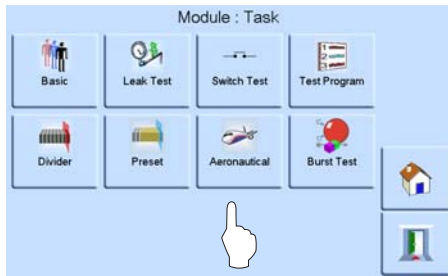 Module : Task
Basic
Leak Test
Switch Test
Test Program
Divider
Preset
Aeronautical
Burst Test